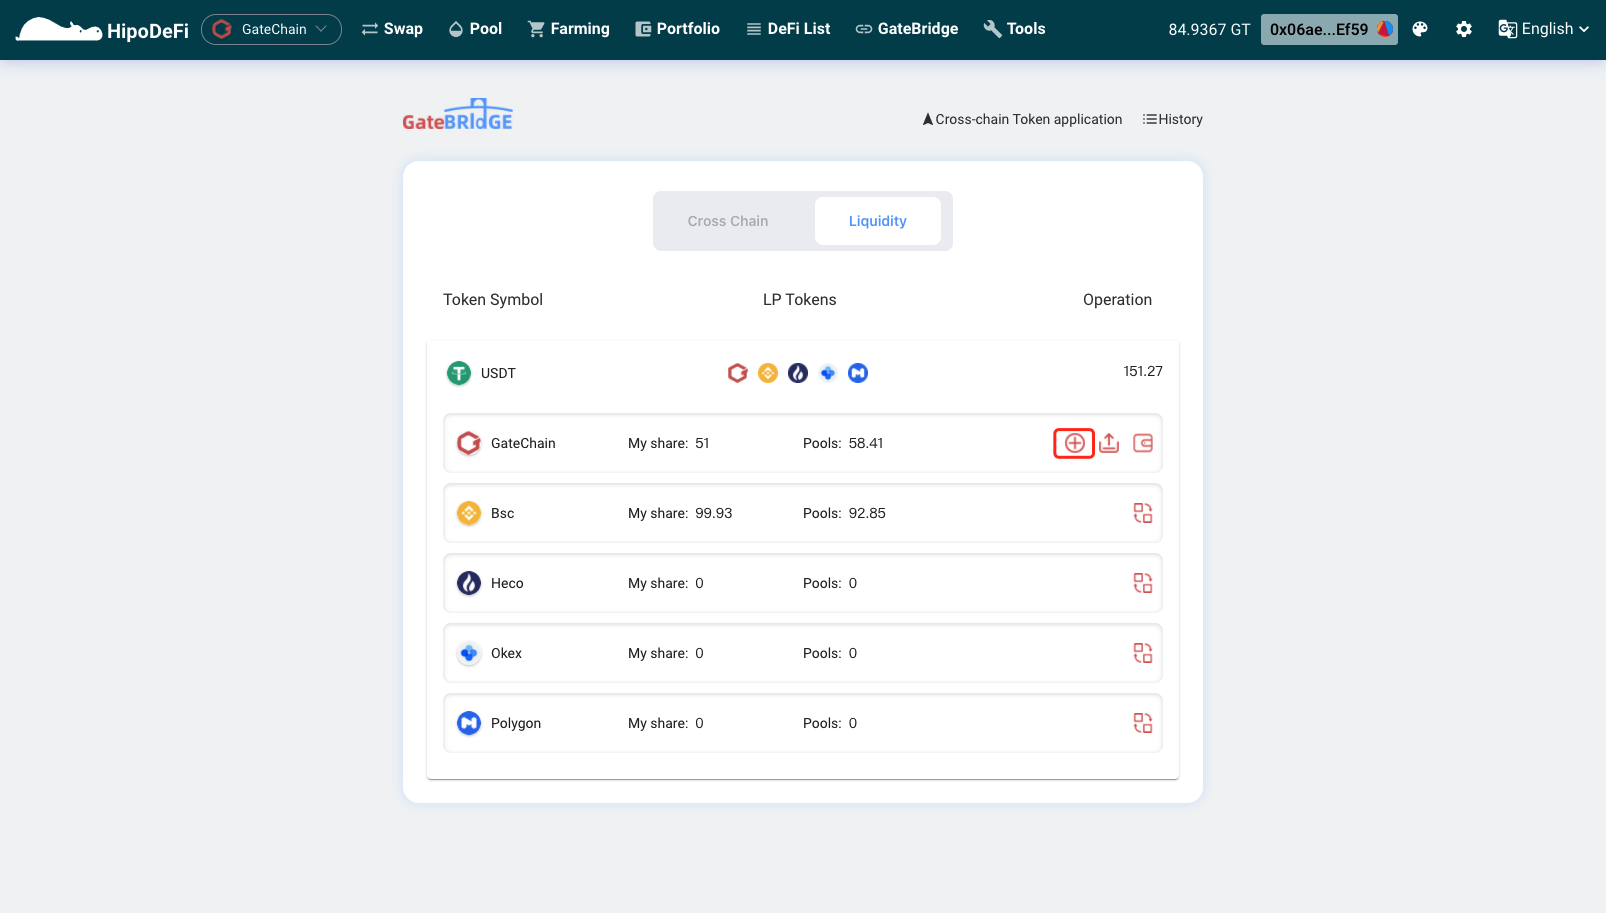 HipoDeFi GateChain Swap Pool Farming Portfolio DeFi List GateBridge Tools 84.9367 GT 0x06ae...Ef59 English
GateBRIdGE Cross-chain Token application History
Cross Chain Liquidity
Token Symbol LP Tokens Operation
USDT 151.27
GateChain My share: 51 Pools: 58.41
Bsc My share: 99.93 Pools: 92.85
Heco My share: 0 Pools: 0
Okex My share: 0 Pools: 0
Polygon My share: 0 Pools: 0